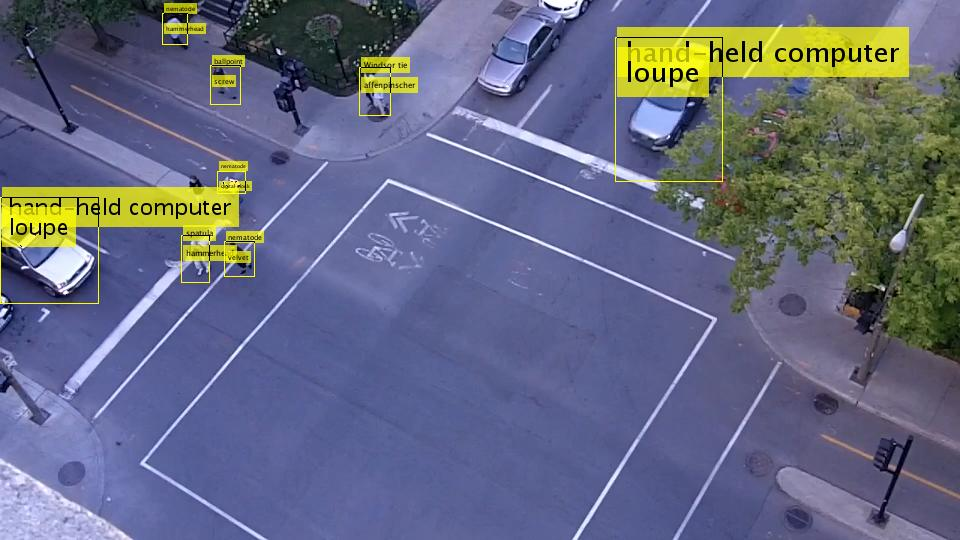 nematode
hammerhead
hand-held computer
loupe
ballpoint
screw
Windsor tie
affenpinscher
nematode
hand-held computer
loupe
spatula
nematode
velvet